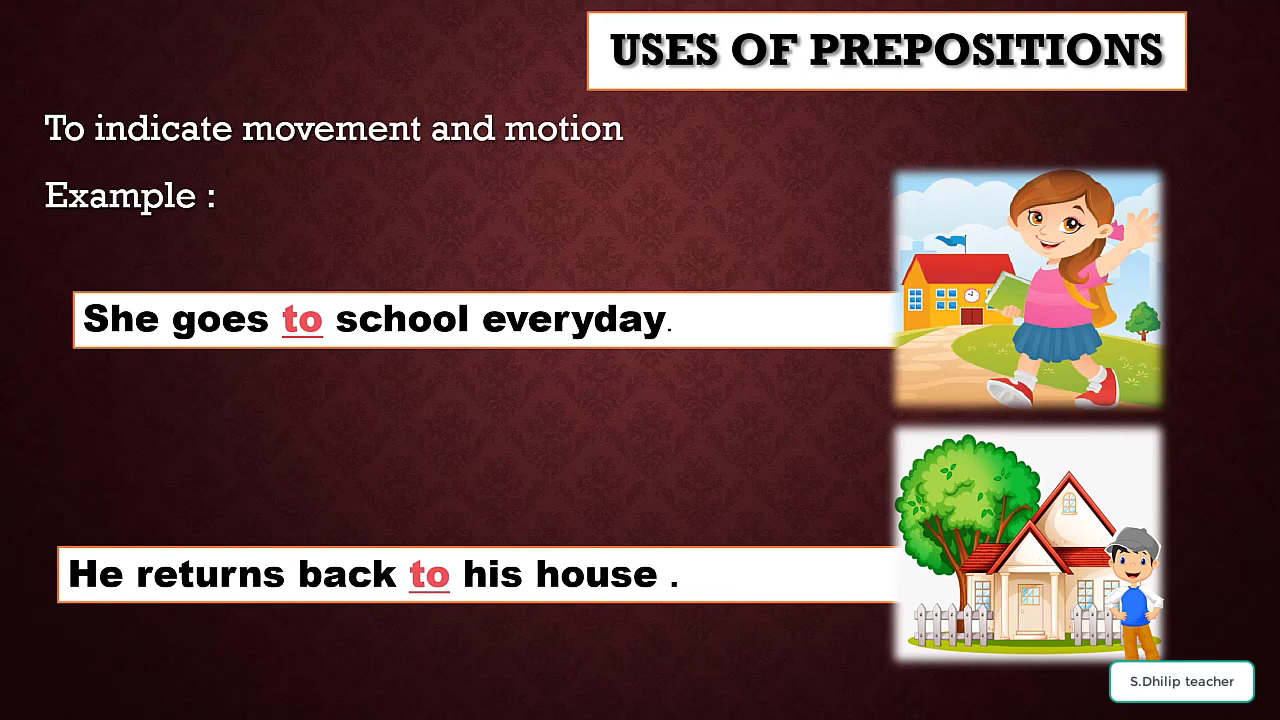 USES OF PREPOSITIONS
To indicate movement and motion
Example :
She goes to school everyday.
He returns back to his house .
S.Dhilip teacher